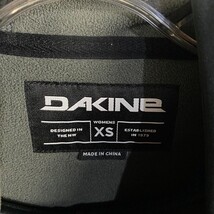 DAKINE
WOMENS
DESIGNED IN THE NW
XS
ESTABLISHED IN 1979
MADE IN CHINA